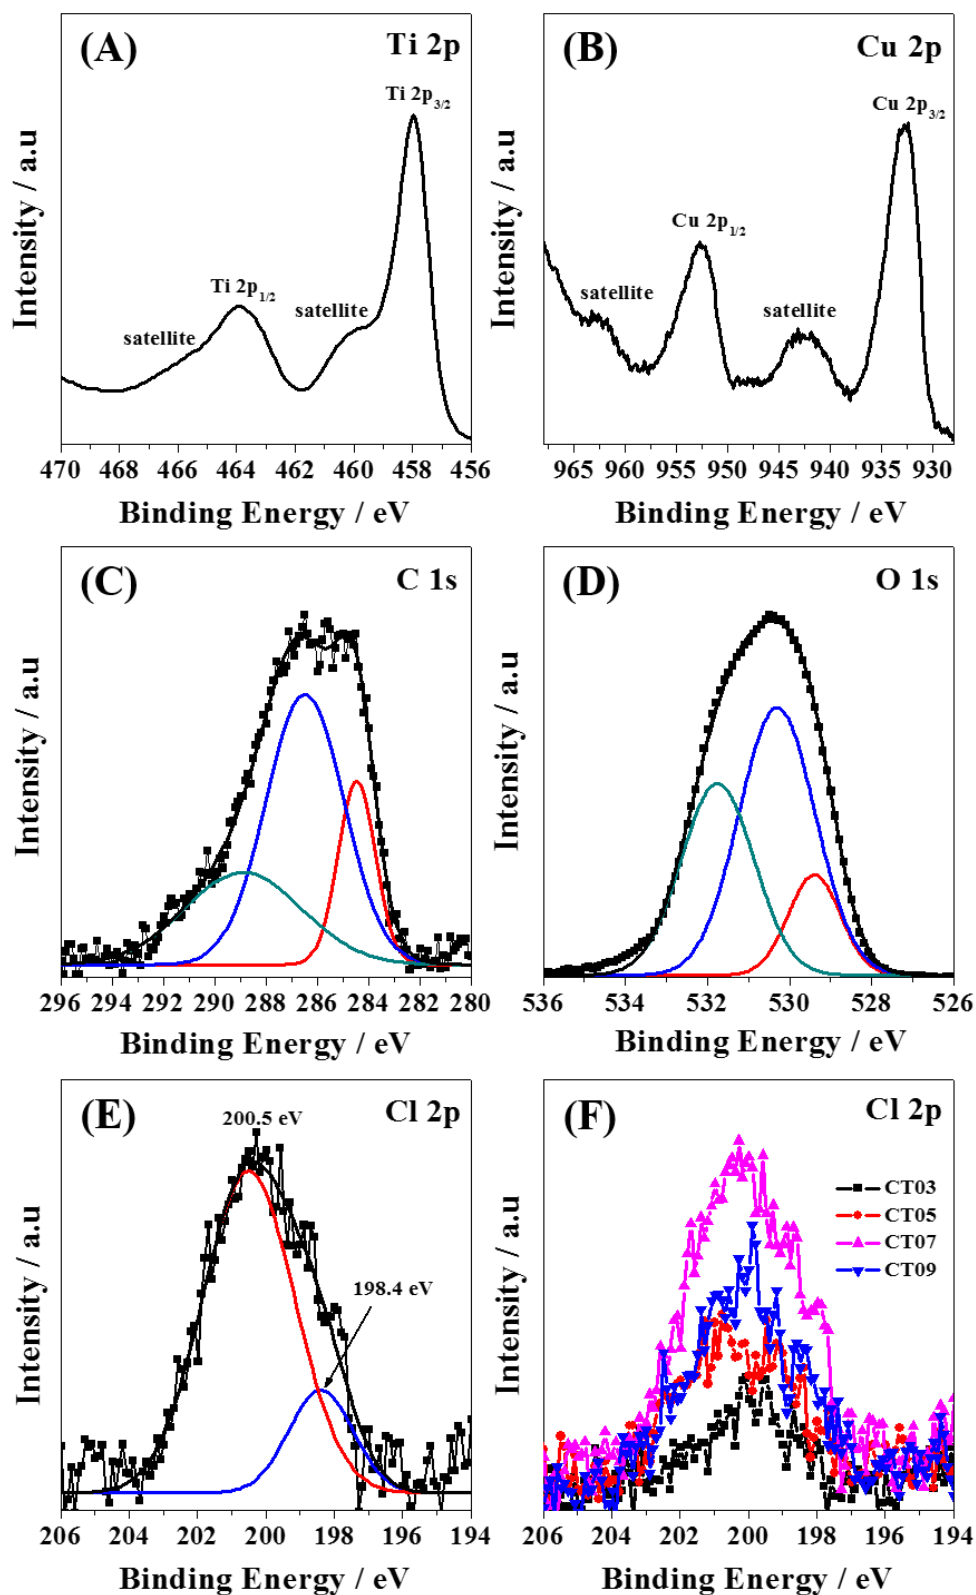 (A) Ti 2p
Ti 2p3/2
Ti 2p1/2
satellite
satellite
Intensity / a.u
470 468 466 464 462 460 458 456
Binding Energy / eV
(B) Cu 2p
Cu 2p3/2
Cu 2p1/2
satellite
satellite
Intensity / a.u
965 960 955 950 945 940 935 930
Binding Energy / eV
(C) C 1s
Intensity / a.u
296 294 292 290 288 286 284 282 280
Binding Energy / eV
(D) O 1s
Intensity / a.u
536 534 532 530 528 526
Binding Energy / eV
(E) Cl 2p
200.5 eV
198.4 eV
Intensity / a.u
206 204 202 200 198 196 194
Binding Energy / eV
(F) Cl 2p
CT03
CT05
CT07
CT09
Intensity / a.u
206 204 202 200 198 196 194
Binding Energy / eV